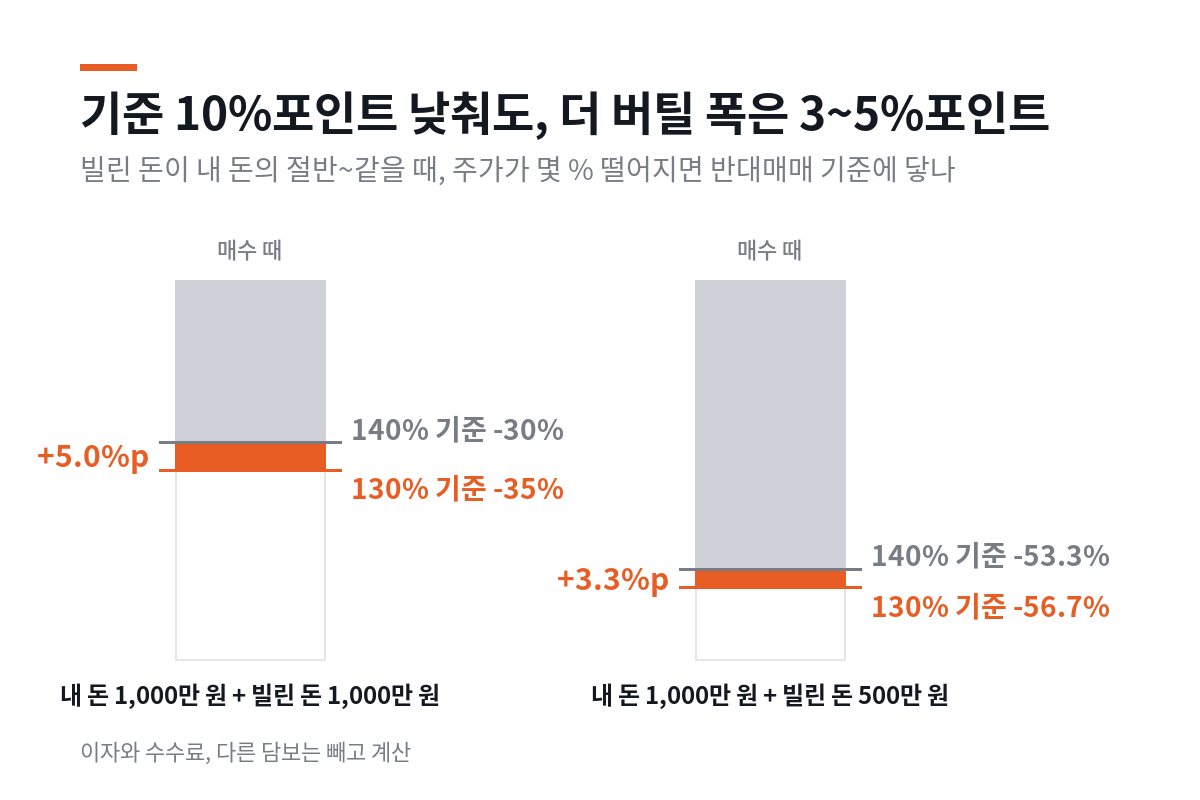 기준 10%포인트 낮춰도, 더 버틸 폭은 3~5%포인트
빌린 돈이 내 돈의 절반~같을 때, 주가가 몇 % 떨어지면 반대매매 기준에 닿나
매수 때
140% 기준 -30%
+5.0%p
130% 기준 -35%
내 돈 1,000만 원 + 빌린 돈 1,000만 원
매수 때
140% 기준 -53.3%
+3.3%p
130% 기준 -56.7%
내 돈 1,000만 원 + 빌린 돈 500만 원
이자와 수수료, 다른 담보는 빼고 계산